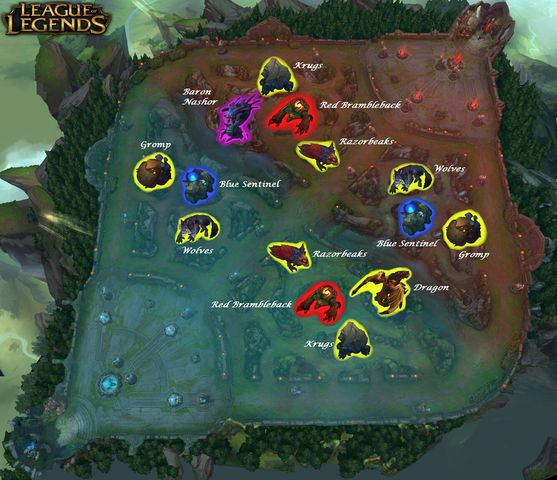 LEAGUE OF
LEGENDS
Krugs
Baron
Nashor
Red Brambleback
Razorbeaks
Gromp
Wolves
Blue Sentinel
Blue Sentinel
Wolves
Gromp
Razorbeaks
Dragon
Red Brambleback
Krugs